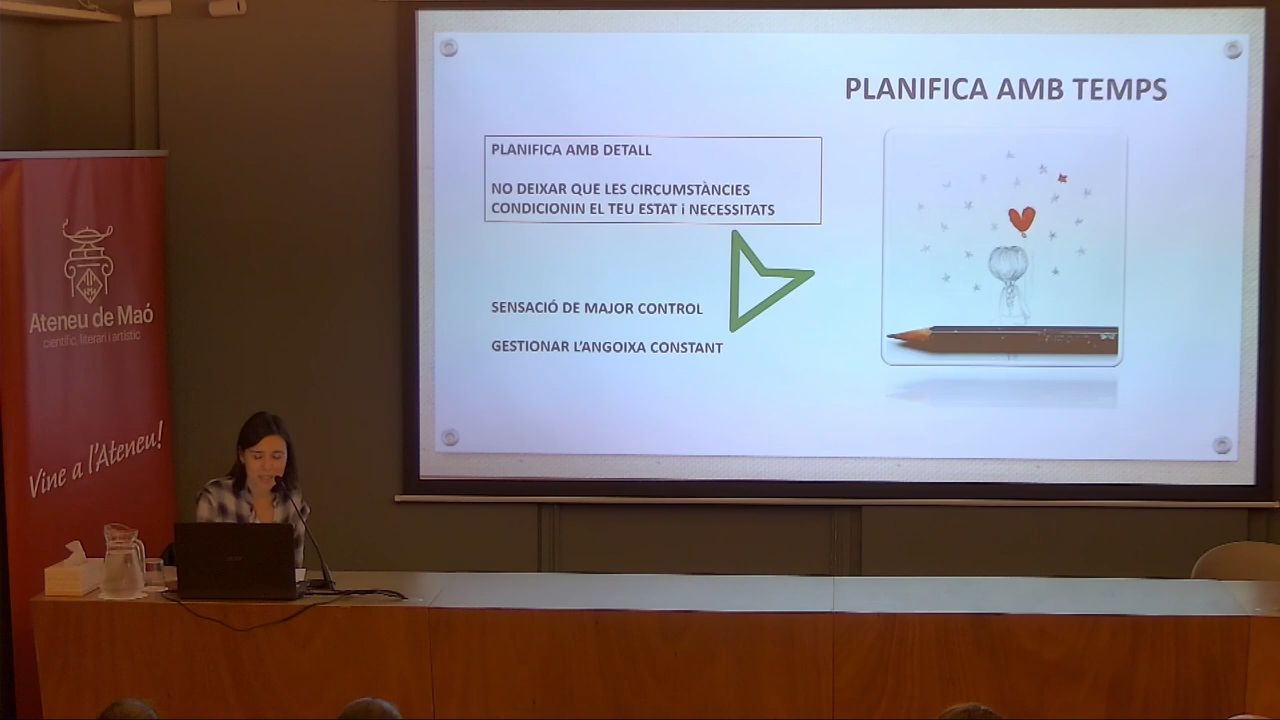 PLANIFICA AMB TEMPS
PLANIFICA AMB DETALL
NO DEIXAR QUE LES CIRCUMSTÀNCIES
CONDICIONIN EL TEU ESTAT i NECESSITATS
SENSACIÓ DE MAJOR CONTROL
GESTIONAR L'ANGOIXA CONSTANT
Ateneu de Maó
científic, literari i artístic
Vine a l'Ateneu!